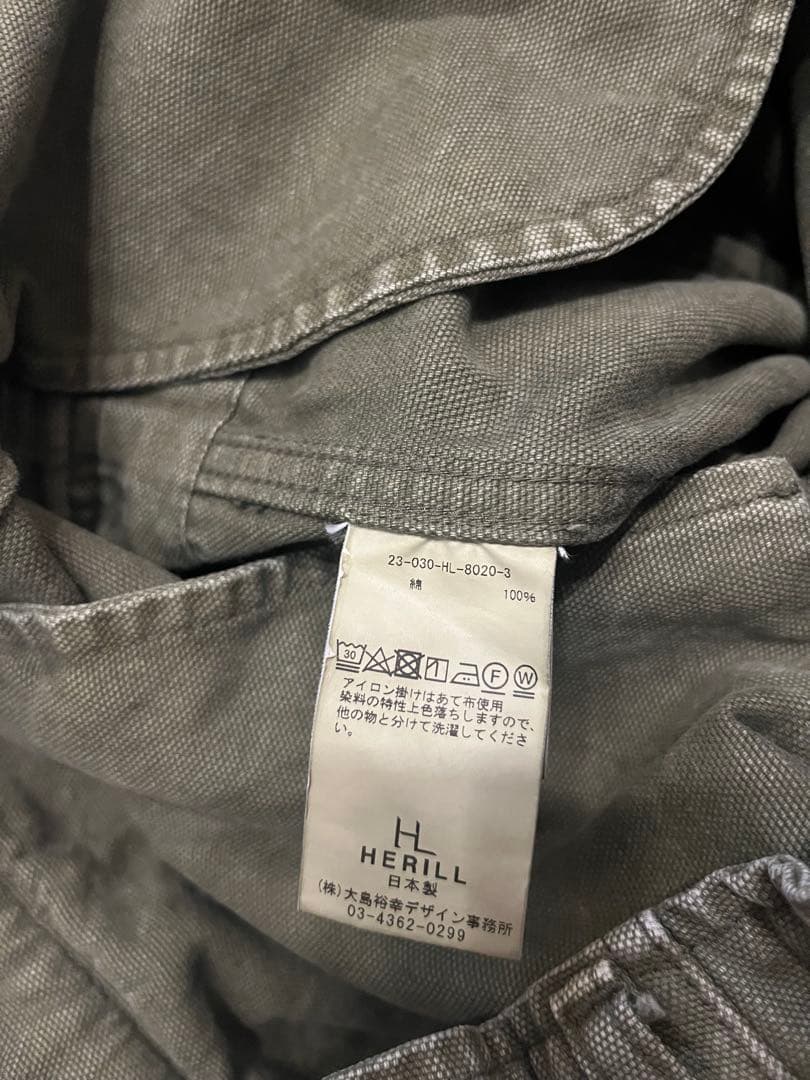 23-030-HL-8020-3
綿 100%
30
F W
アイロン掛けはあて布使用
染料の特性上色落ちしますので、
他の物と分けて洗濯してくださ
い。
HL
HERILL
日本製
(株)大島裕幸デザイン事務所
03-4362-0299